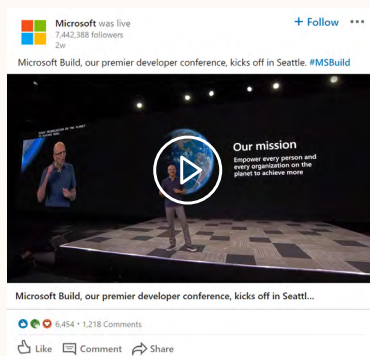 Microsoft was live
+ Follow •••
7,442,388 followers
2w
Microsoft Build, our premier developer conference, kicks off in Seattle. #MSBuild
Our mission
Empower every person and
every organization on the
planet to achieve more
Microsoft Build, our premier developer conference, kicks off in Seattl...
6,454 • 1,218 Comments
Like Comment Share